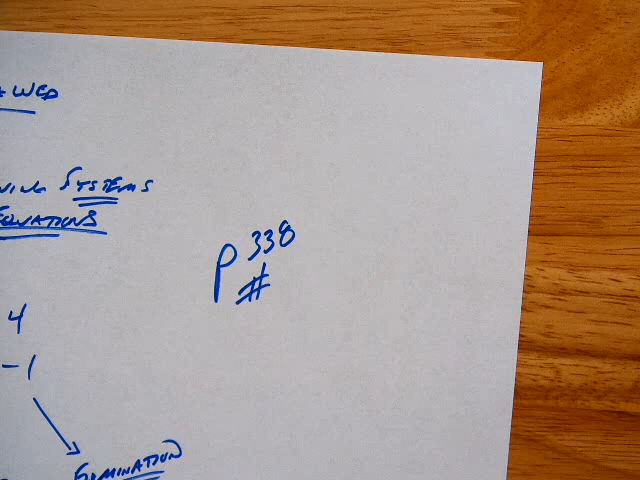 WED
SYSTEMS
EQUATIONS
P 338
#
4
-1
ELIMINATION